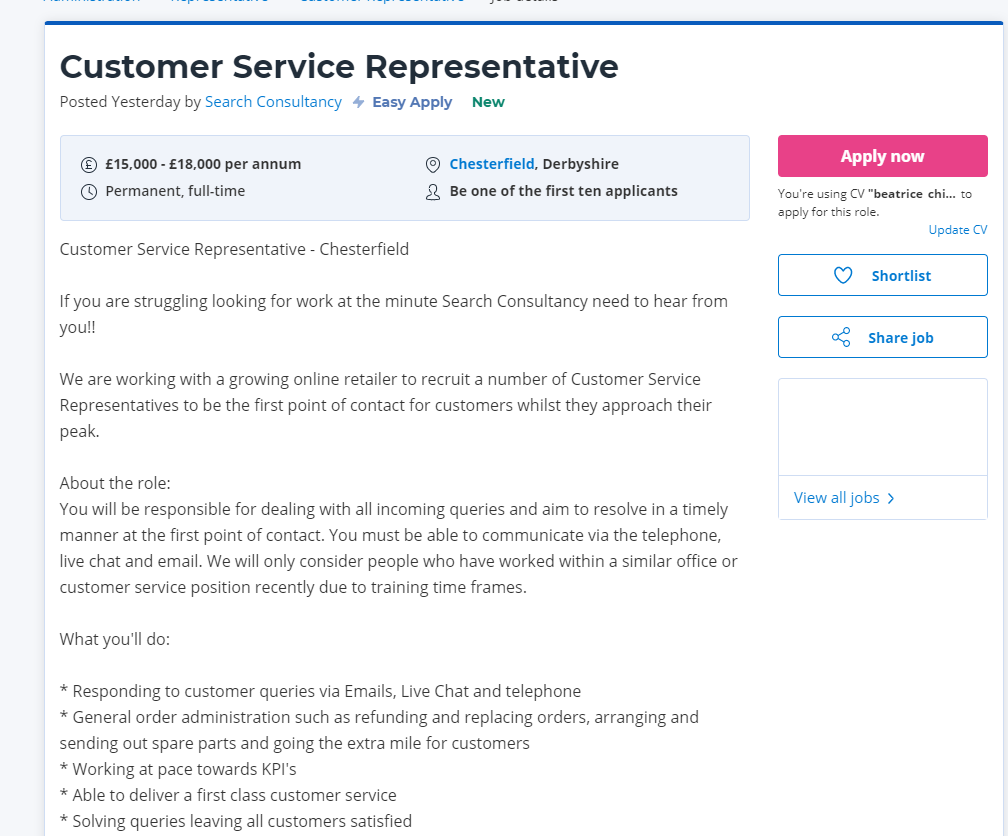 Administration Representative Customer Representative Job details
Customer Service Representative
Posted Yesterday by Search Consultancy Easy Apply New
£15,000 - £18,000 per annum
Chesterfield, Derbyshire
Permanent, full-time
Be one of the first ten applicants
Apply now
You're using CV "beatrice chi... to
apply for this role.
Update CV
Shortlist
Share job
View all jobs
Customer Service Representative - Chesterfield
If you are struggling looking for work at the minute Search Consultancy need to hear from
you!!
We are working with a growing online retailer to recruit a number of Customer Service
Representatives to be the first point of contact for customers whilst they approach their
peak.
About the role:
You will be responsible for dealing with all incoming queries and aim to resolve in a timely
manner at the first point of contact. You must be able to communicate via the telephone,
live chat and email. We will only consider people who have worked within a similar office or
customer service position recently due to training time frames.
What you'll do:
* Responding to customer queries via Emails, Live Chat and telephone
* General order administration such as refunding and replacing orders, arranging and
sending out spare parts and going the extra mile for customers
* Working at pace towards KPI's
* Able to deliver a first class customer service
* Solving queries leaving all customers satisfied